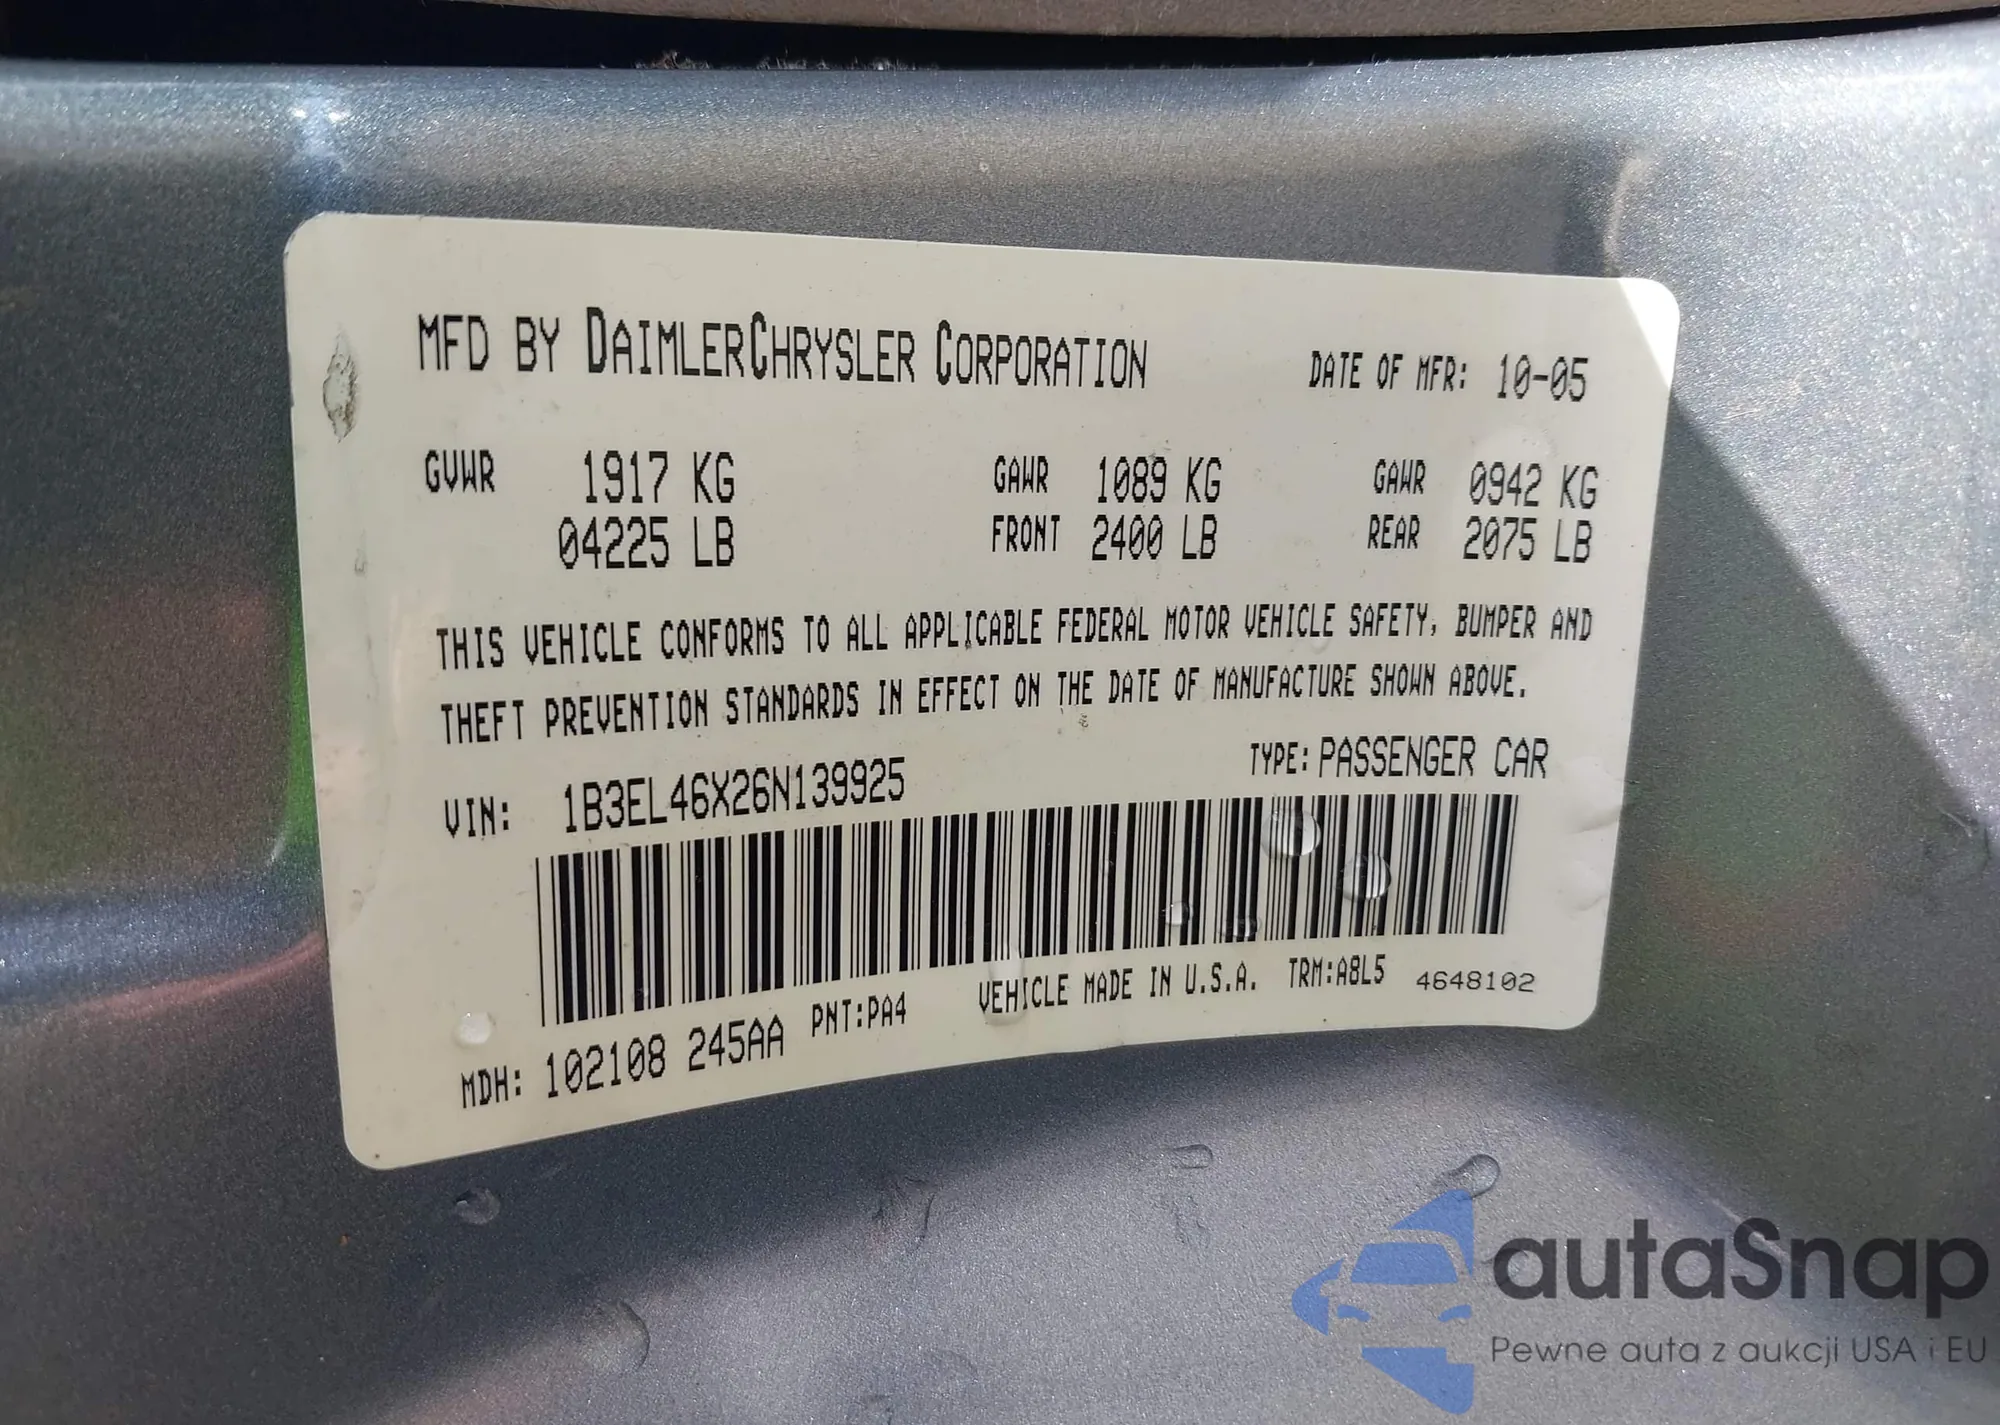 MFD BY DAIMLERCHRYSLER CORPORATION DATE OF MFR: 10-05
GVWR 1917 KG GAWR 1089 KG GAWR 0942 KG
04225 LB FRONT 2400 LB REAR 2075 LB
THIS VEHICLE CONFORMS TO ALL APPLICABLE FEDERAL MOTOR VEHICLE SAFETY, BUMPER AND
THEFT PREVENTION STANDARDS IN EFFECT ON THE DATE OF MANUFACTURE SHOWN ABOVE.
VIN: 1B3EL46X26N139925 TYPE: PASSENGER CAR
MDH: 102108 245AA PNT:PA4 VEHICLE MADE IN U.S.A. TRM:A8L5 4648102
autaSnap
Pewne auta z aukcji USA i EU